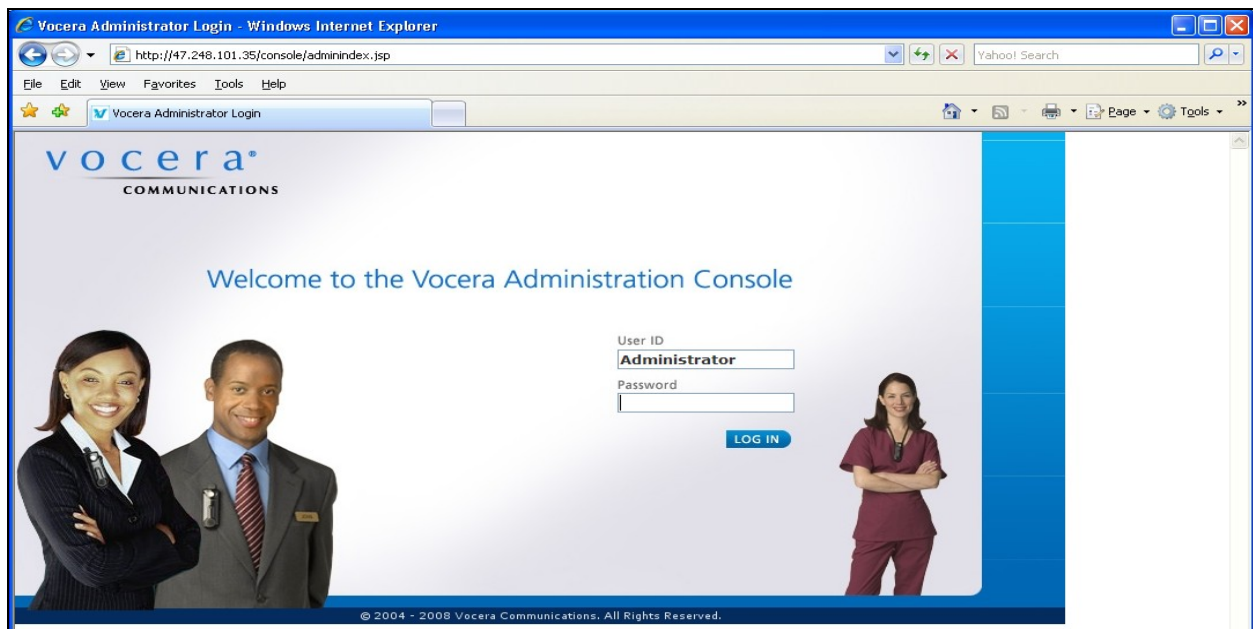 Vocera Administrator Login - Windows Internet Explorer
http://47.248.101.35/console/adminindex.jsp
Yahoo! Search
File Edit View Favorites Tools Help
Vocera Administrator Login
Page Tools »
vocera®
COMMUNICATIONS
Welcome to the Vocera Administration Console
User ID
Administrator
Password
LOG IN
© 2004 - 2008 Vocera Communications. All Rights Reserved.